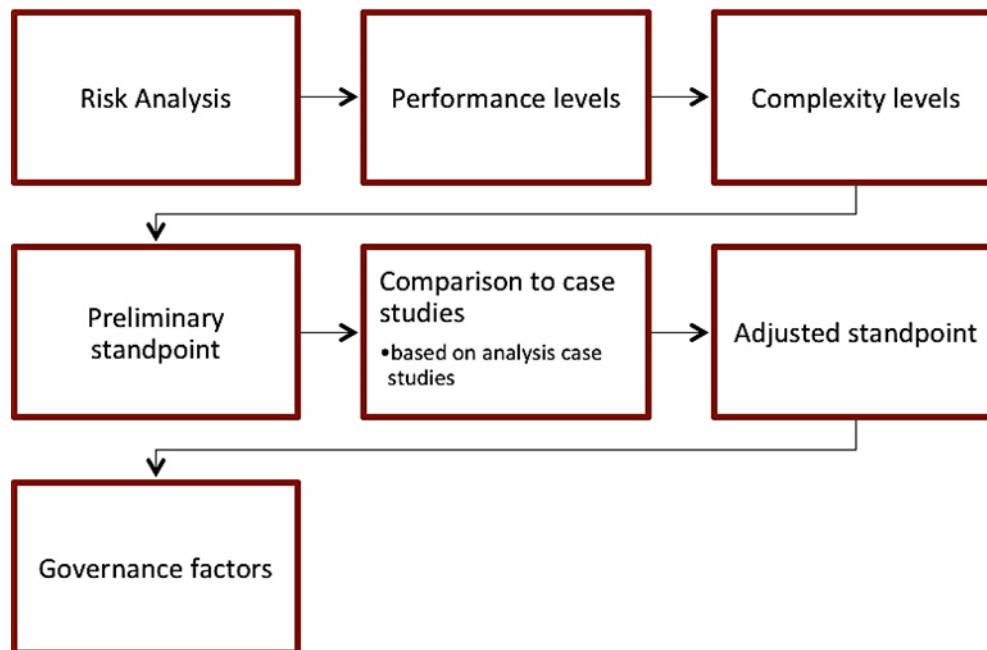 Risk Analysis
Performance levels
Complexity levels
Preliminary
standpoint
Comparison to case
studies
•based on analysis case
studies
Adjusted standpoint
Governance factors